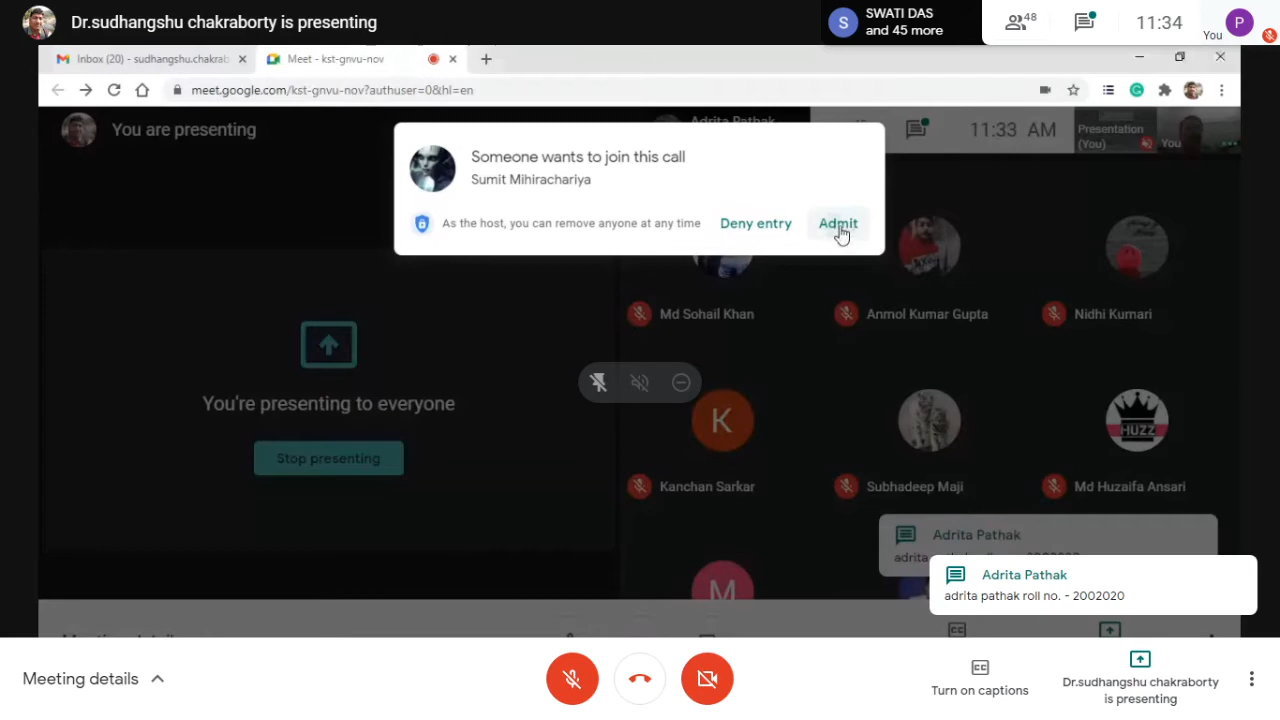 Dr.sudhangshu chakraborty is presenting
S
SWATI DAS
and 45 more
48
11:34
You
P
Inbox (20) - sudhangshu.chakrab
Meet - kst-gnvu-nov
meet.google.com/kst-gnvu-nov?authuser=0&hl=en
You are presenting
Adrita Pathak
11:33 AM
Presentation
(You)
You
Someone wants to join this call
Sumit Mihirachariya
As the host, you can remove anyone at any time
Deny entry
Admit
Md Sohail Khan
Anmol Kumar Gupta
Nidhi Kumari
You're presenting to everyone
Stop presenting
K
HUZZ
Kanchan Sarkar
Subhadeep Maji
Md Huzaifa Ansari
M
Adrita Pathak
Adrita Pathak
adrita pathak roll no. - 2002020
Meeting details
CC
Turn on captions
Dr.sudhangshu chakraborty
is presenting